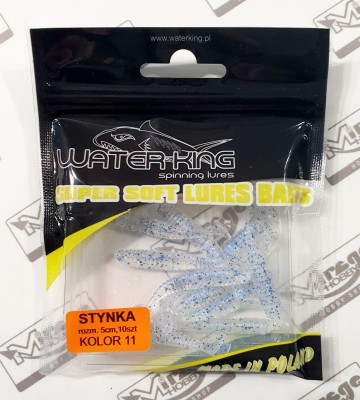 www.waterking.pl
WATER-KING
spinning lures
SUPER SOFT LURES BAITS
STYNKA
rozm. 5cm,10szt
KOLOR 11
MADE IN POLAND